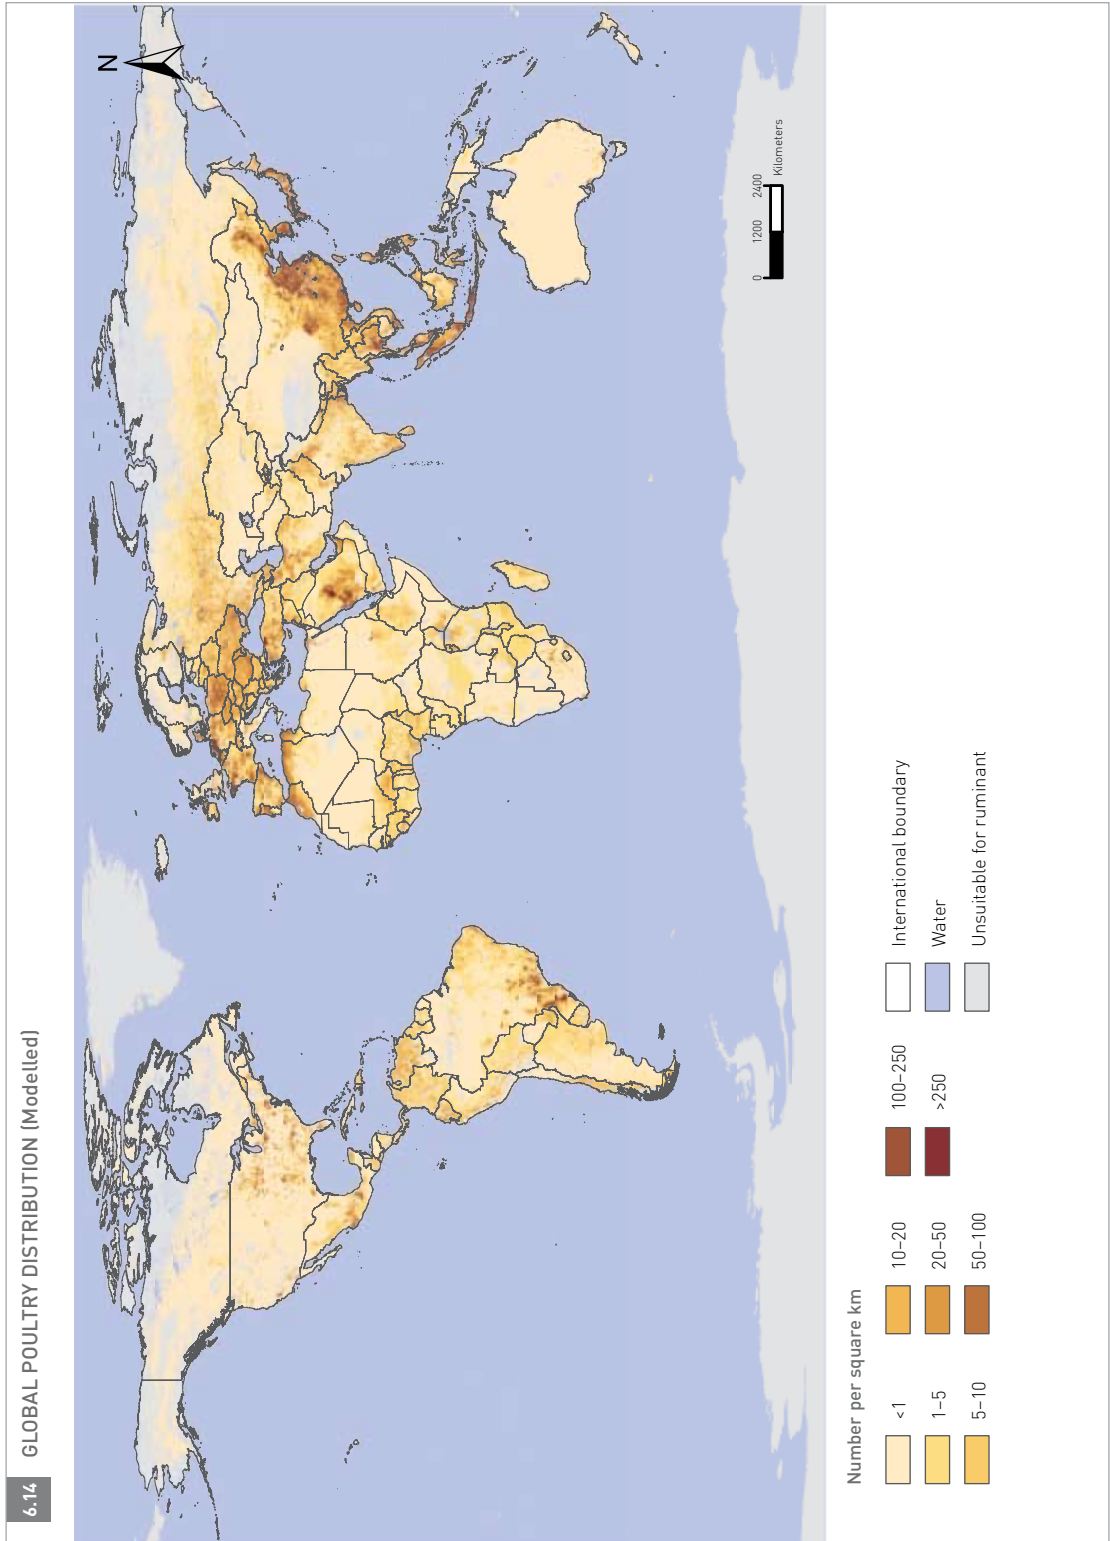 6.14 GLOBAL POULTRY DISTRIBUTION (Modelled)
N
0 1200 2400
Kilometers
Number per square km
<1
1–5
5–10
10–20
20–50
50–100
100–250
>250
International boundary
Water
Unsuitable for ruminant